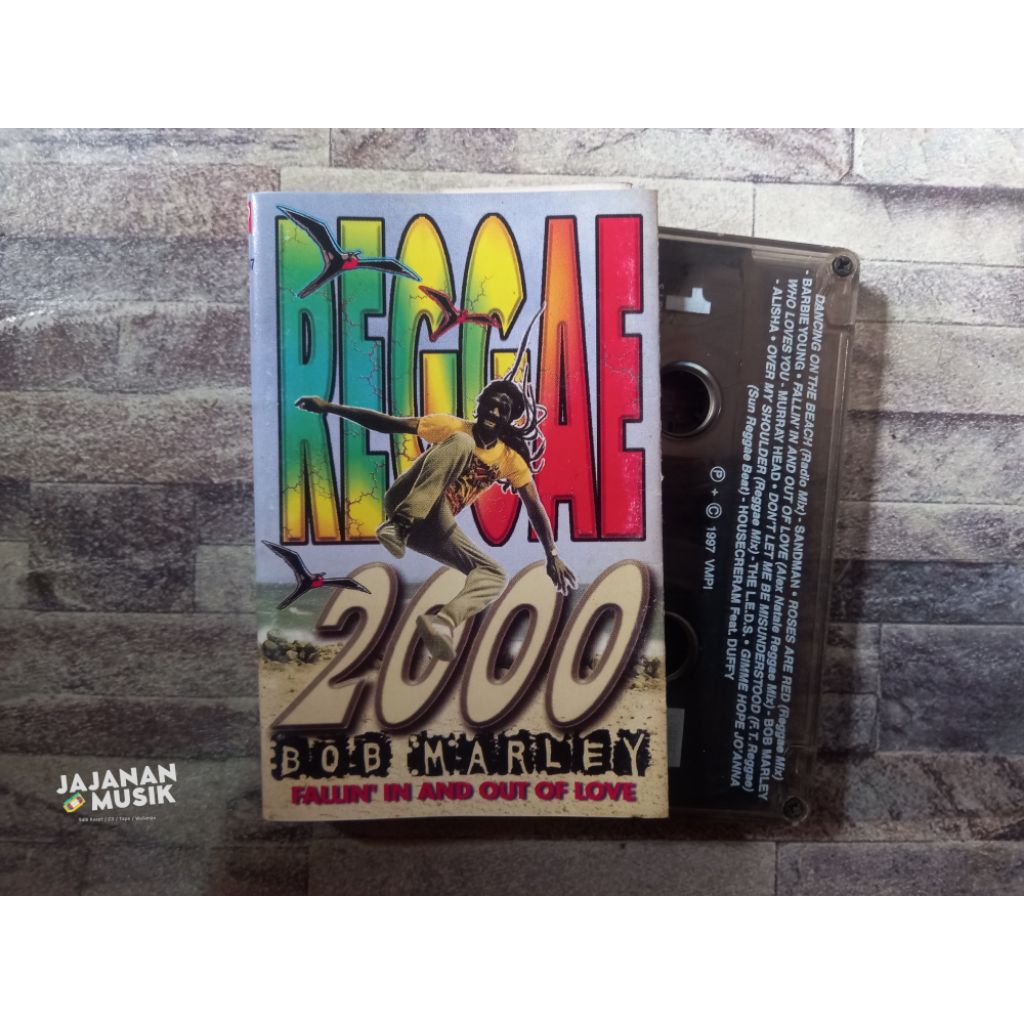 REGGAE
2000
BOB MARLEY
FALLIN' IN AND OUT OF LOVE
1
DANCING ON THE BEACH (Radio Mix) - SANDMAN • ROSES ARE RED (Reggae Mix)
- BARBIE YOUNG • FALLIN' IN AND OUT OF LOVE (Alex Natale Reggae Mix) - BOB MARLEY
WHO LOVES YOU - MURRAY HEAD • DON'T LET ME BE MISUNDERSTOOD (F.T. Reggae)
- ALISHA • OVER MY SHOULDER (Reggae Mix) - THE L.E.D.S. • GIMME HOPE JO'ANNA
(Sun Reggae Beat) - HOUSECRERAM Feat. DUFFY
℗ + © 1997 VMPI
JAJANAN
MUSIK